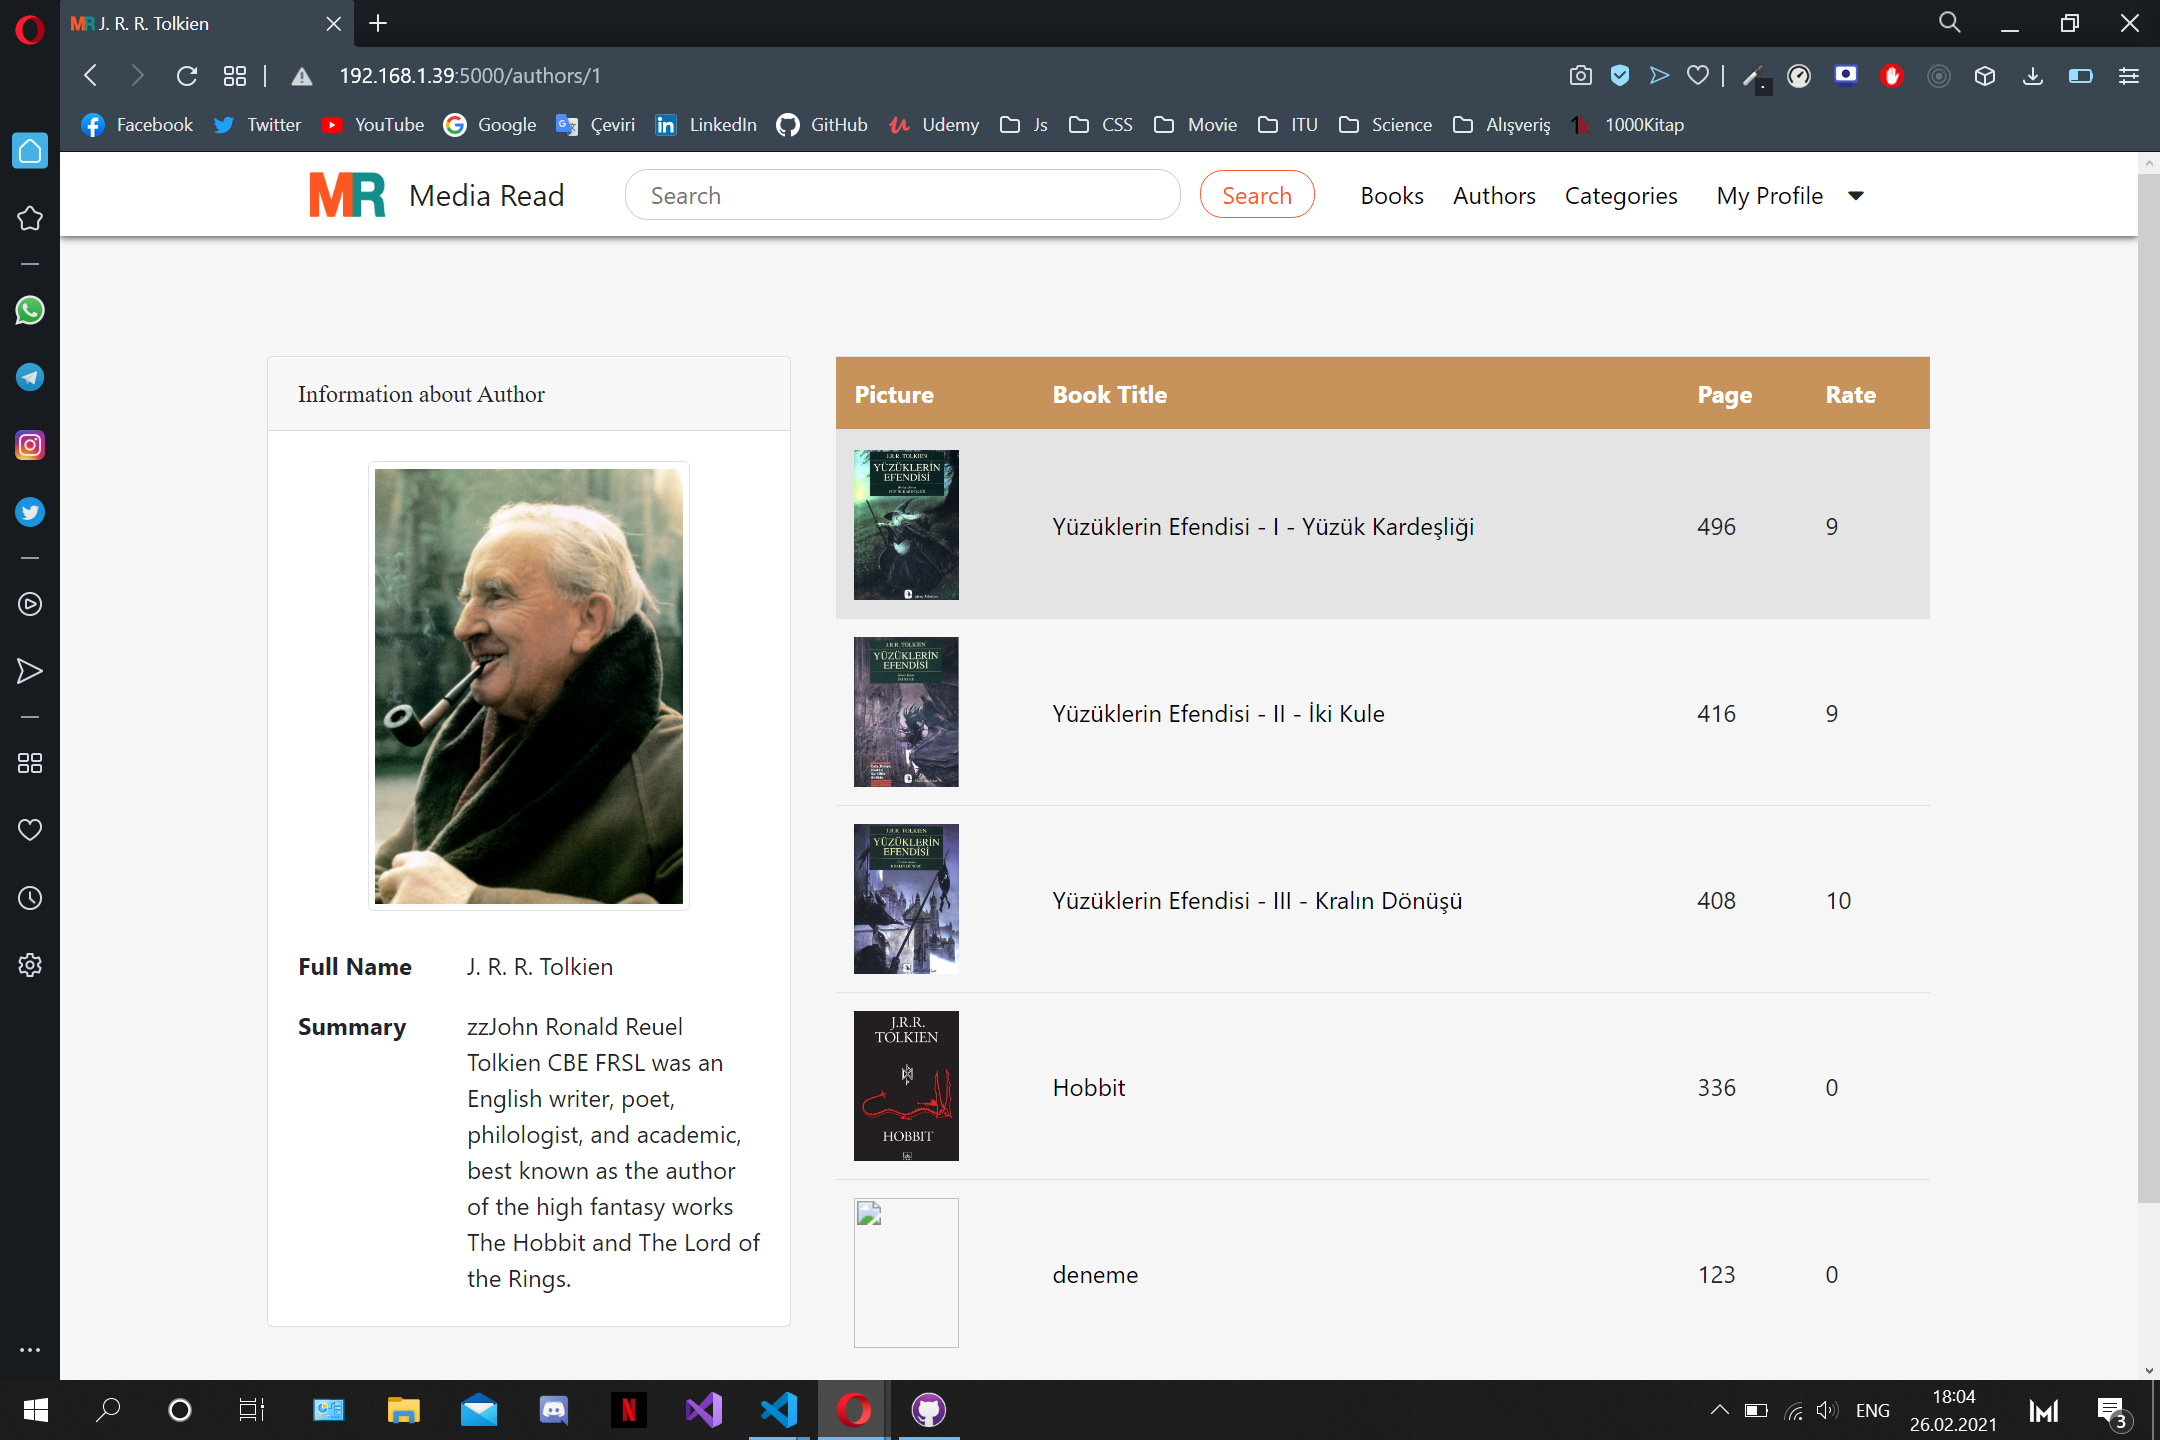 MR J. R. R. Tolkien
192.168.1.39:5000/authors/1
Facebook Twitter YouTube Google Çeviri LinkedIn GitHub Udemy Js CSS Movie ITU Science Alışveriş 1000Kitap
MR Media Read Search Search Books Authors Categories My Profile
Information about Author
Picture Book Title Page Rate
J.R.R. TOLKIEN
YÜZÜKLERİN
EFENDİSİ
Yüzüklerin Efendisi - I - Yüzük Kardeşliği 496 9
J.R.R. TOLKIEN
YÜZÜKLERİN
EFENDİSİ
İKİ KULE
Yüzüklerin Efendisi - II - İki Kule 416 9
J.R.R. TOLKIEN
YÜZÜKLERİN
EFENDİSİ
KRALIN DÖNÜŞÜ
Yüzüklerin Efendisi - III - Kralın Dönüşü 408 10
J.R.R.
TOLKIEN
HOBBIT
Hobbit 336 0
deneme 123 0
Full Name J. R. R. Tolkien
Summary zzJohn Ronald Reuel
Tolkien CBE FRSL was an
English writer, poet,
philologist, and academic,
best known as the author
of the high fantasy works
The Hobbit and The Lord of
the Rings.
ENG
18:04
26.02.2021
3